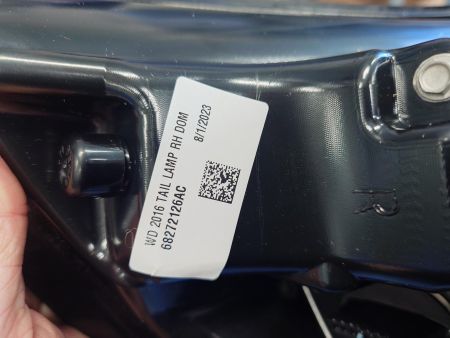 WD 2016 TAIL LAMP RH DOM
68272126AC
8/1/2023
R